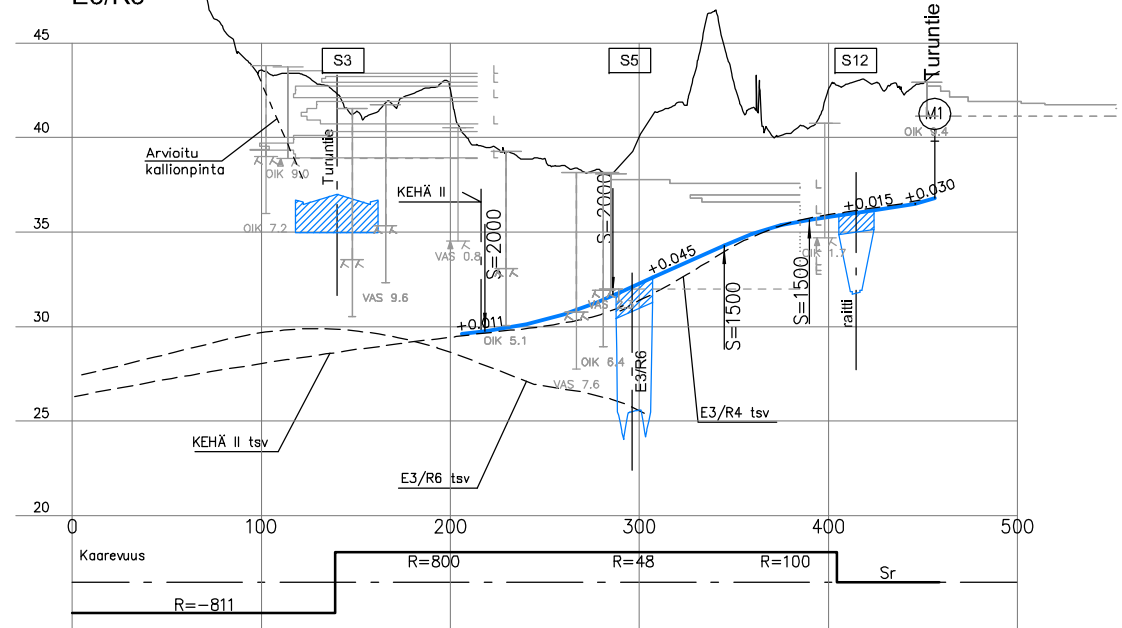 45
S3
S5
S12
Turuntie
M1
40
OIK 9.4
Arvioitu
kallionpinta
OIK 9.0
Turuntie
KEHÄ II
S=2000
S=2000
+0.015
+0.030
35
OIK 7.2
VAS 0.8
+0.045
OIK 1.7
VAS 9.6
S=1500
S=1500
raitti
30
+0.011
OIK 5.1
OIK 6.4
VAS 7.6
E3/R6
25
E3/R4 tsv
KEHÄ II tsv
E3/R6 tsv
20
0
100
200
300
400
500
Kaarevuus
R=800
R=48
R=100
Sr
R=-811